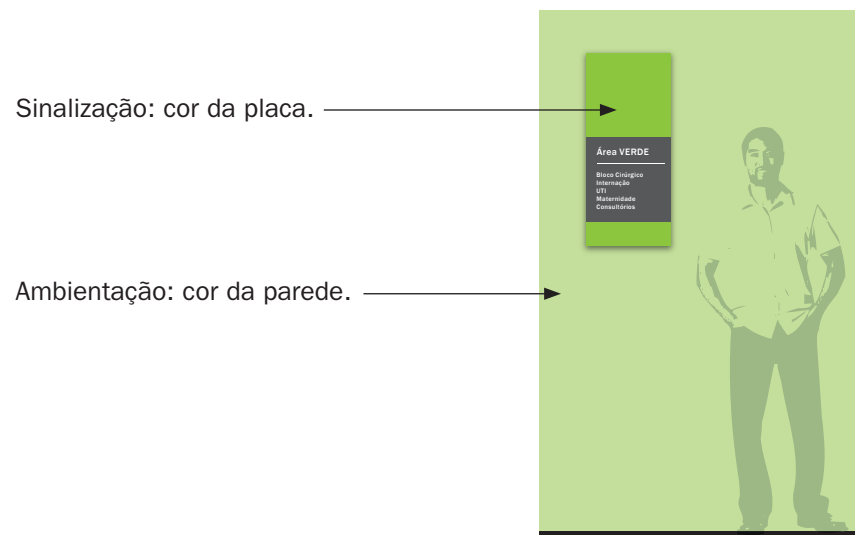 Sinalização: cor da placa.
Área VERDE
Bloco Cirúrgico
Internação
UTI
Maternidade
Consultórios
Ambientação: cor da parede.